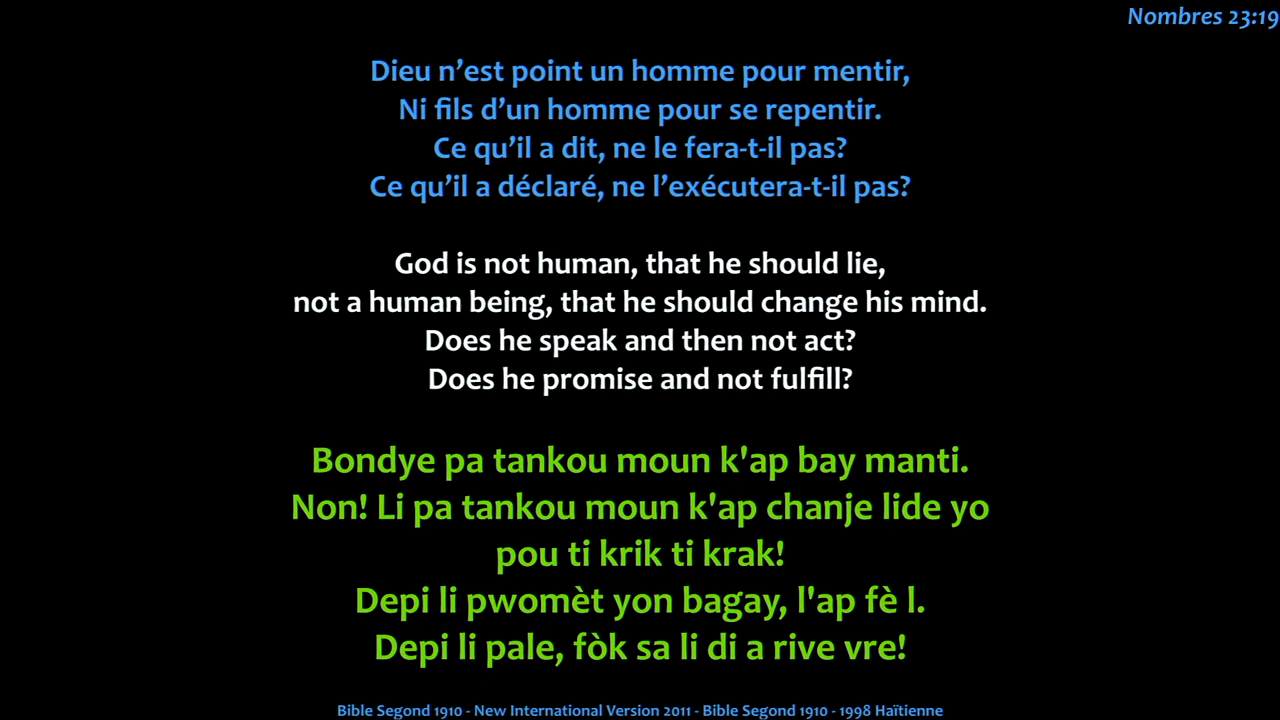 Nombres 23:19
Dieu n’est point un homme pour mentir,
Ni fils d’un homme pour se repentir.
Ce qu’il a dit, ne le fera-t-il pas?
Ce qu’il a déclaré, ne l’exécutera-t-il pas?
God is not human, that he should lie,
not a human being, that he should change his mind.
Does he speak and then not act?
Does he promise and not fulfill?
Bondye pa tankou moun k'ap bay manti.
Non! Li pa tankou moun k'ap chanje lide yo
pou ti krik ti krak!
Depi li pwomèt yon bagay, l'ap fè l.
Depi li pale, fòk sa li di a rive vre!
Bible Segond 1910 - New International Version 2011 - Bible Segond 1910 - 1998 Haïtienne